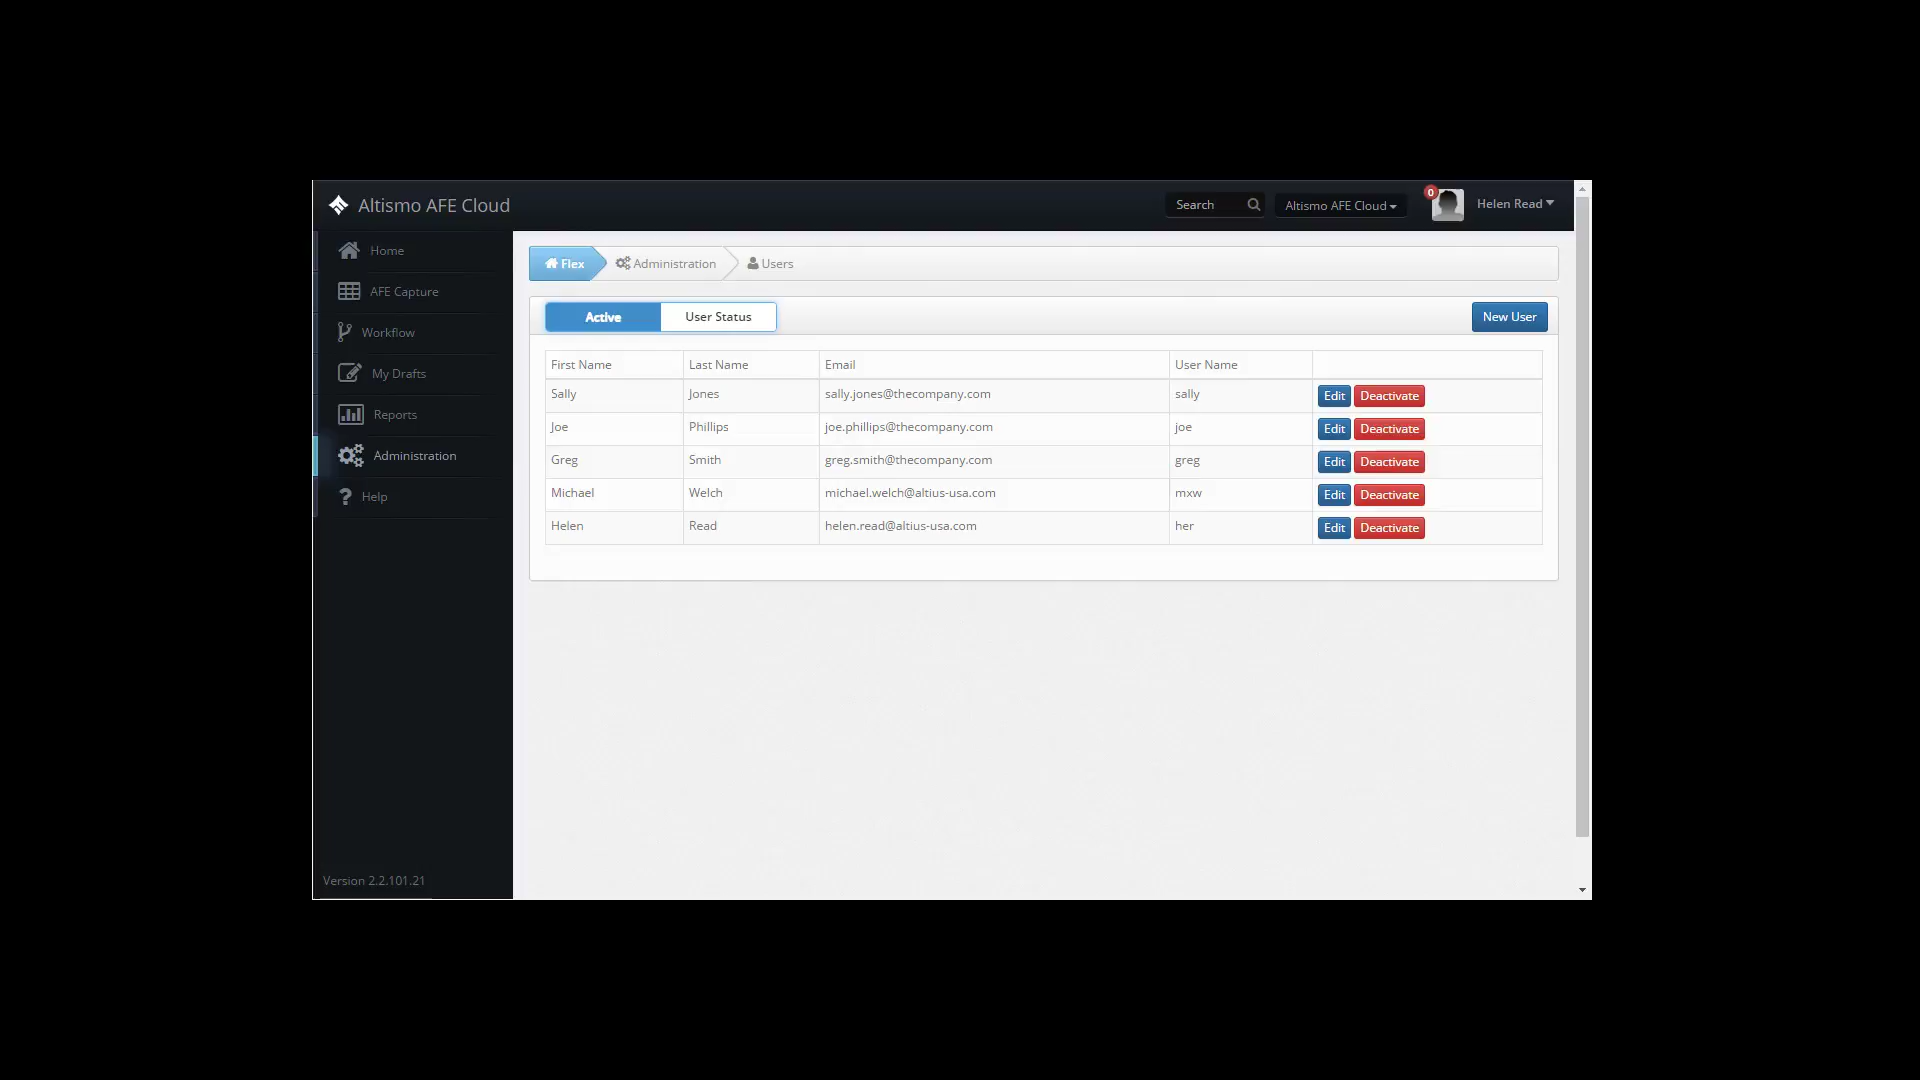 Altismo AFE Cloud
Search
Altismo AFE Cloud
0
Helen Read
Home
AFE Capture
Workflow
My Drafts
Reports
Administration
Help
Version 2.2.101.21
Flex Administration Users
Active User Status New User
First Name Last Name Email User Name
Sally Jones sally.jones@thecompany.com sally Edit Deactivate
Joe Phillips joe.phillips@thecompany.com joe Edit Deactivate
Greg Smith greg.smith@thecompany.com greg Edit Deactivate
Michael Welch michael.welch@altius-usa.com mxw Edit Deactivate
Helen Read helen.read@altius-usa.com her Edit Deactivate